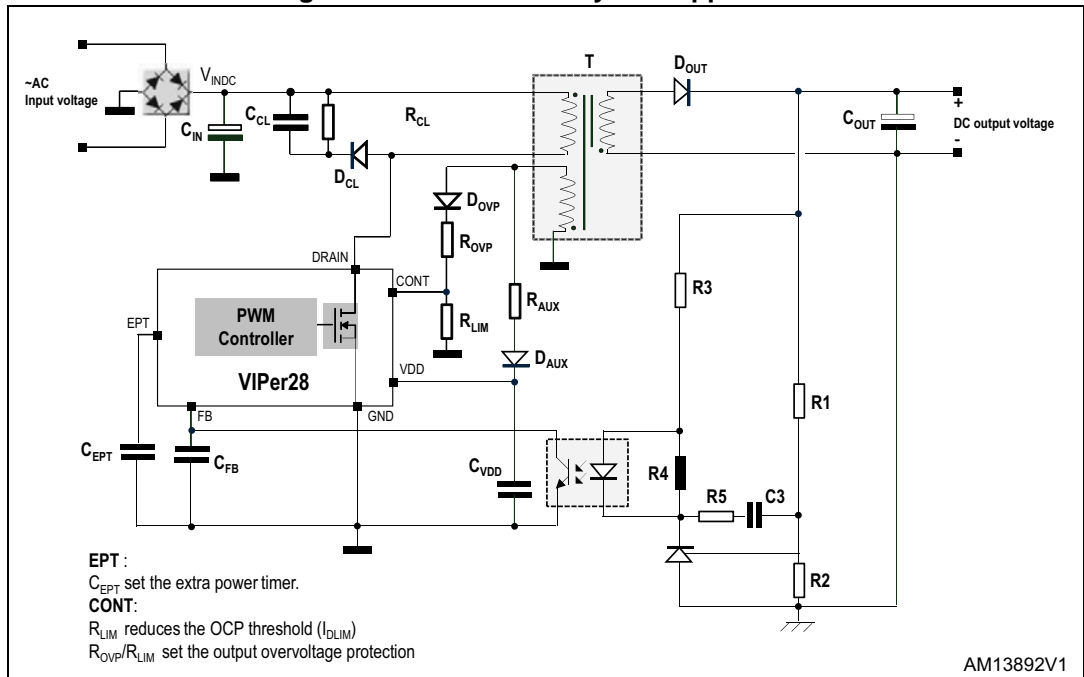 ~AC
Input voltage
V_INDC
C_IN
C_CL
R_CL
D_CL
T
D_OUT
C_OUT
+
DC output voltage
-
D_OVP
R_OVP
DRAIN
CONT
R_LIM
R_AUX
D_AUX
R3
EPT
PWM
Controller
VIPer28
VDD
FB
GND
R1
C_EPT
C_FB
C_VDD
R4
R5
C3
R2
EPT :
C_EPT set the extra power timer.
CONT:
R_LIM reduces the OCP threshold (I_DLIM)
R_OVP/R_LIM set the output overvoltage protection
AM13892V1